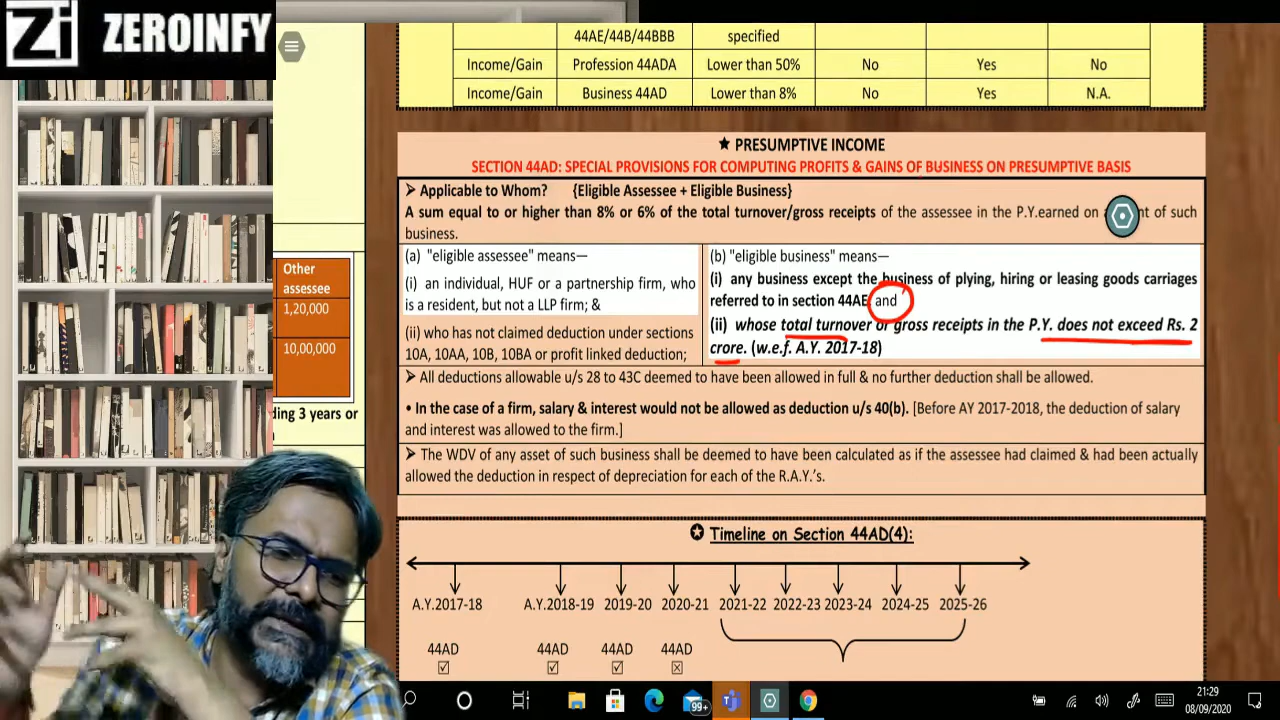 Zi ZEROINFY
44AE/44B/44BBB specified
Income/Gain Profession 44ADA Lower than 50% No Yes No
Income/Gain Business 44AD Lower than 8% No Yes N.A.
★ PRESUMPTIVE INCOME
SECTION 44AD: SPECIAL PROVISIONS FOR COMPUTING PROFITS & GAINS OF BUSINESS ON PRESUMPTIVE BASIS
➢ Applicable to Whom? {Eligible Assessee + Eligible Business}
A sum equal to or higher than 8% or 6% of the total turnover/gross receipts of the assessee in the P.Y.earned on of such
business.
(a) "eligible assessee" means—
(i) an individual, HUF or a partnership firm, who
is a resident, but not a LLP firm; &
(ii) who has not claimed deduction under sections
10A, 10AA, 10B, 10BA or profit linked deduction;
(b) "eligible business" means—
(i) any business except the business of plying, hiring or leasing goods carriages
referred to in section 44AE and
(ii) whose total turnover or gross receipts in the P.Y. does not exceed Rs. 2
crore. (w.e.f. A.Y. 2017-18)
➢ All deductions allowable u/s 28 to 43C deemed to have been allowed in full & no further deduction shall be allowed.
• In the case of a firm, salary & interest would not be allowed as deduction u/s 40(b). [Before AY 2017-2018, the deduction of salary
and interest was allowed to the firm.]
➢ The WDV of any asset of such business shall be deemed to have been calculated as if the assessee had claimed & had been actually
allowed the deduction in respect of depreciation for each of the R.A.Y.'s.
Other
assessee
1,20,000
10,00,000
ding 3 years or
✪ Timeline on Section 44AD(4):
A.Y.2017-18 A.Y.2018-19 2019-20 2020-21 2021-22 2022-23 2023-24 2024-25 2025-26
44AD 44AD 44AD 44AD
☑ ☑ ☑ ☒
99+
21:29
08/09/2020